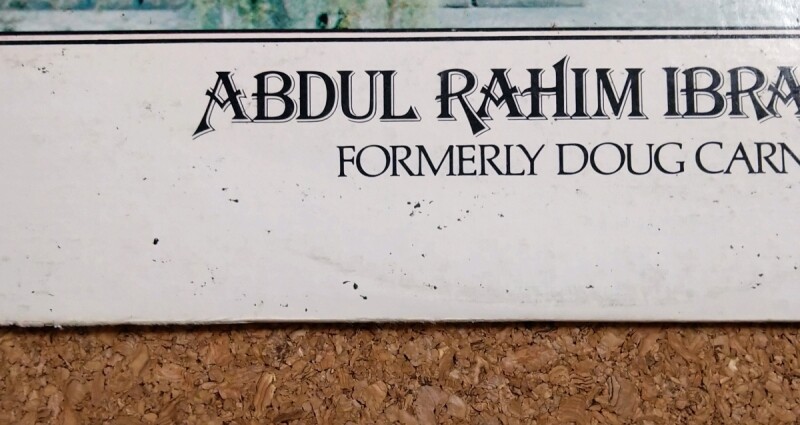 ABDUL RAHIM IBRA
FORMERLY DOUG CARN